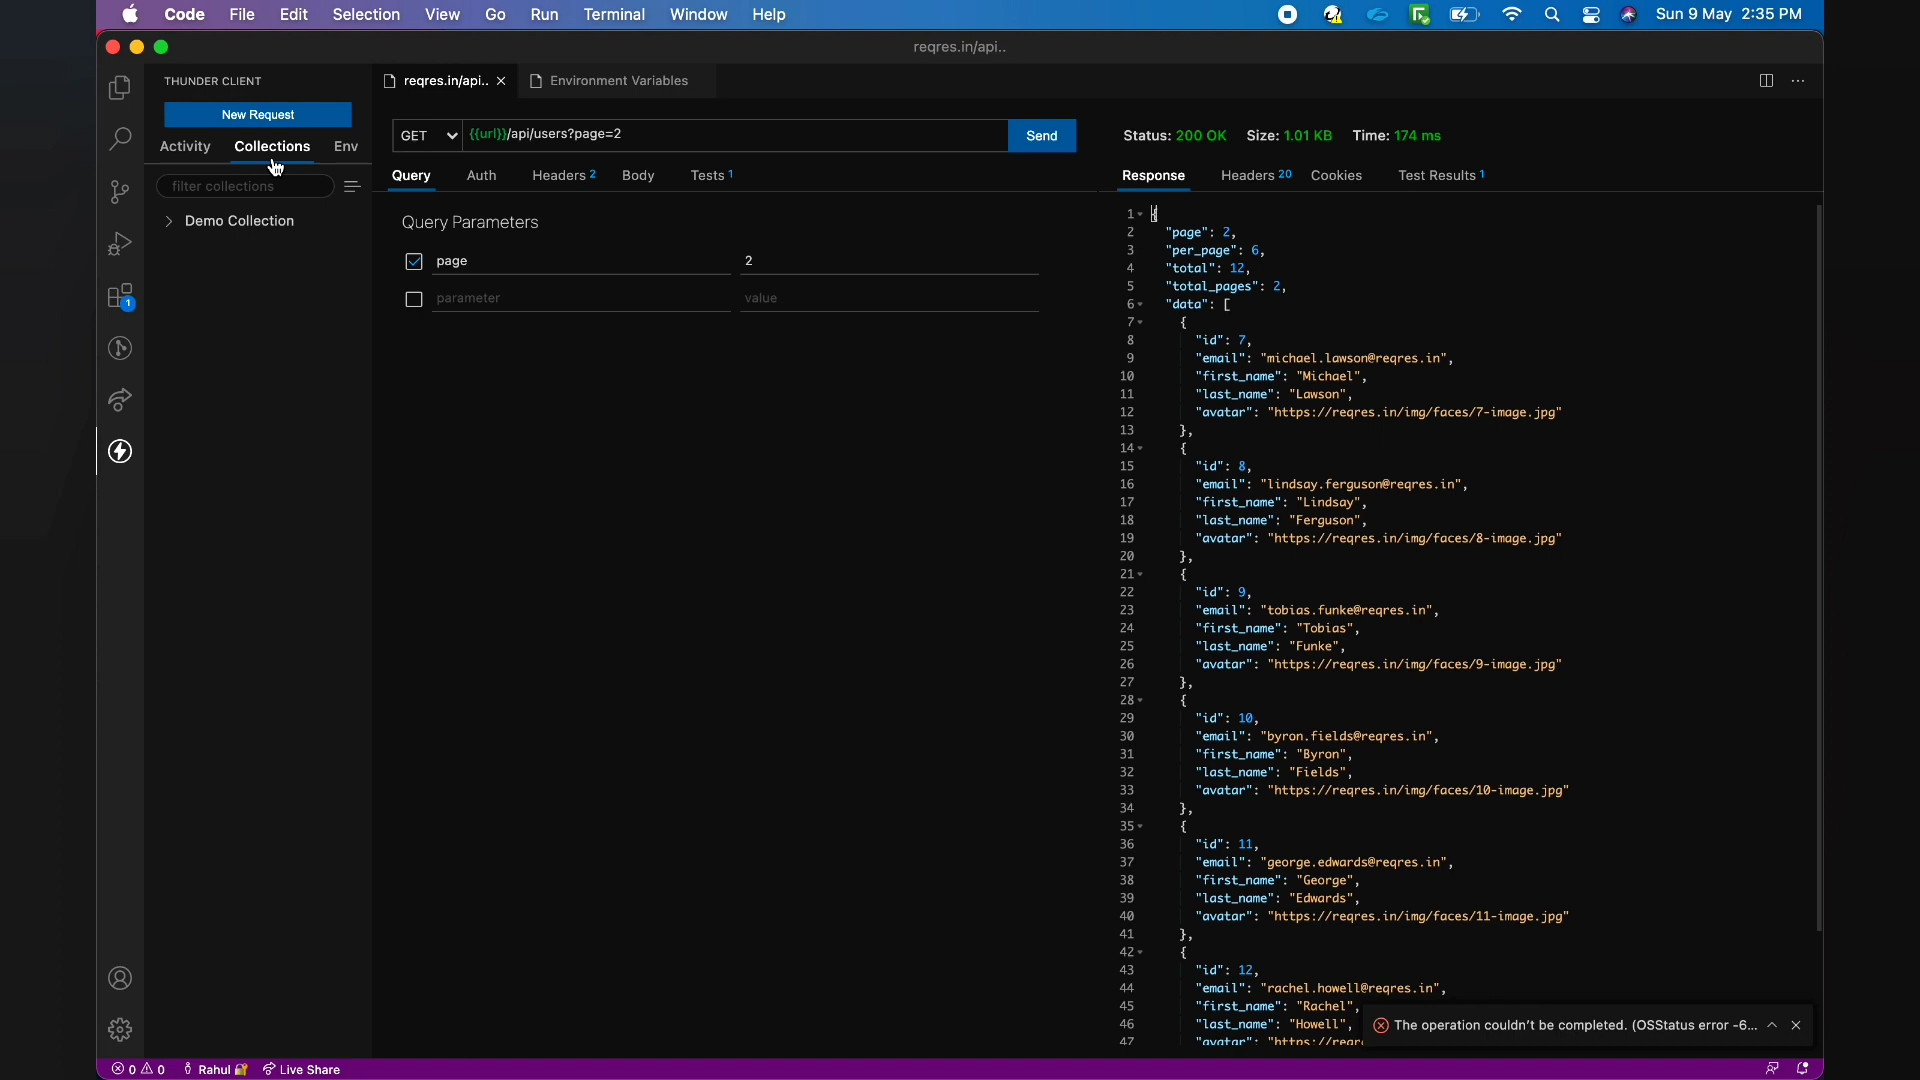 Code File Edit Selection View Go Run Terminal Window Help Sun 9 May 2:35 PM
reqres.in/api..
THUNDER CLIENT
New Request
Activity Collections Env
filter collections
Demo Collection
reqres.in/api.. Environment Variables
GET {{url}}/api/users?page=2 Send
Query Auth Headers 2 Body Tests 1
Query Parameters
page 2
parameter value
Status: 200 OK Size: 1.01 KB Time: 174 ms
Response Headers 20 Cookies Test Results 1
1 {
2 "page": 2,
3 "per_page": 6,
4 "total": 12,
5 "total_pages": 2,
6 "data": [
7 {
8 "id": 7,
9 "email": "michael.lawson@reqres.in",
10 "first_name": "Michael",
11 "last_name": "Lawson",
12 "avatar": "https://reqres.in/img/faces/7-image.jpg"
13 },
14 {
15 "id": 8,
16 "email": "lindsay.ferguson@reqres.in",
17 "first_name": "Lindsay",
18 "last_name": "Ferguson",
19 "avatar": "https://reqres.in/img/faces/8-image.jpg"
20 },
21 {
22 "id": 9,
23 "email": "tobias.funke@reqres.in",
24 "first_name": "Tobias",
25 "last_name": "Funke",
26 "avatar": "https://reqres.in/img/faces/9-image.jpg"
27 },
28 {
29 "id": 10,
30 "email": "byron.fields@reqres.in",
31 "first_name": "Byron",
32 "last_name": "Fields",
33 "avatar": "https://reqres.in/img/faces/10-image.jpg"
34 },
35 {
36 "id": 11,
37 "email": "george.edwards@reqres.in",
38 "first_name": "George",
39 "last_name": "Edwards",
40 "avatar": "https://reqres.in/img/faces/11-image.jpg"
41 },
42 {
43 "id": 12,
44 "email": "rachel.howell@reqres.in",
45 "first_name": "Rachel",
46 "last_name": "Howell",
47 "avatar": "https://reqr
The operation couldn't be completed. (OSStatus error -6...
1
0 0 Rahul Live Share